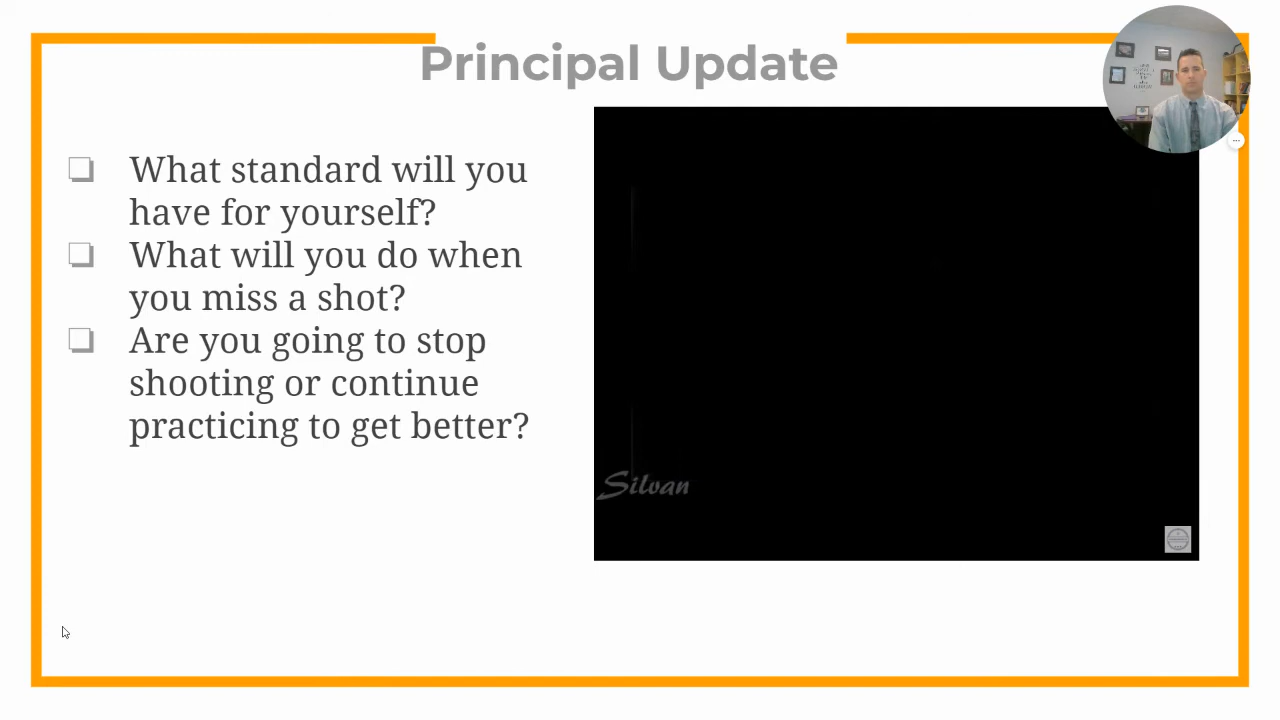 Principal Update
What standard will you
have for yourself?
What will you do when
you miss a shot?
Are you going to stop
shooting or continue
practicing to get better?
Silvan